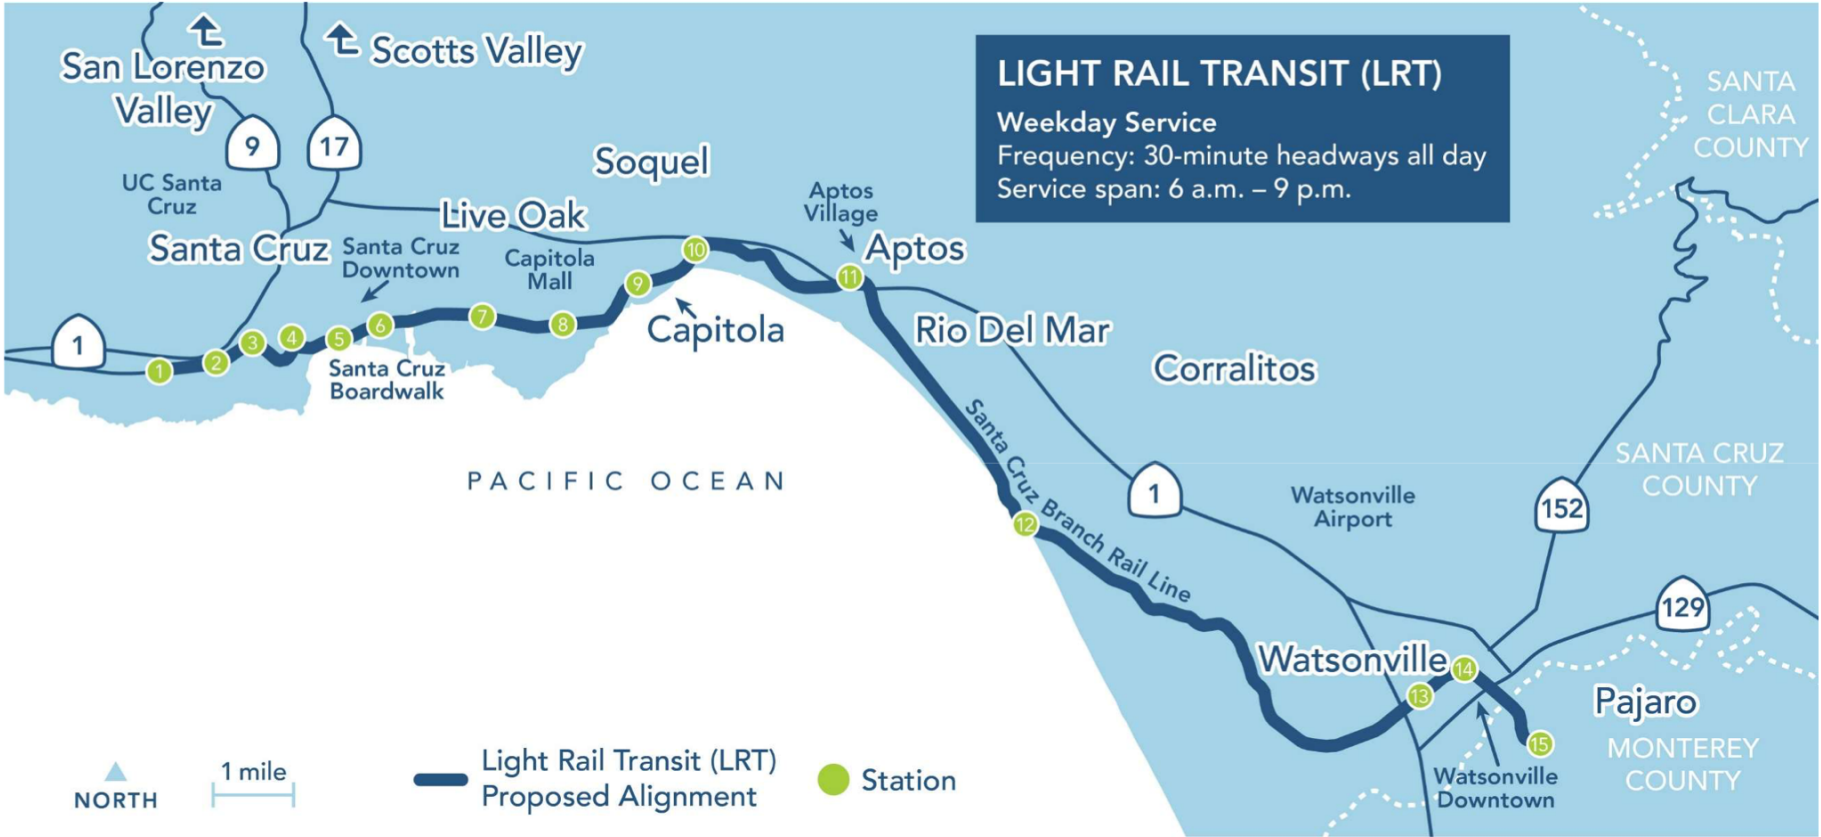 San Lorenzo
Valley
Scotts Valley
9
17
UC Santa
Cruz
Santa Cruz
Santa Cruz
Downtown
Live Oak
Soquel
Capitola
Mall
Aptos
Village
Aptos
LIGHT RAIL TRANSIT (LRT)
Weekday Service
Frequency: 30-minute headways all day
Service span: 6 a.m. – 9 p.m.
SANTA
CLARA
COUNTY
1
1
2
3
4
5
6
7
8
9
10
11
Santa Cruz
Boardwalk
Capitola
Rio Del Mar
Corralitos
PACIFIC OCEAN
Santa Cruz Branch Rail Line
12
1
Watsonville
Airport
152
SANTA CRUZ
COUNTY
129
Watsonville
13
14
15
Pajaro
MONTEREY
COUNTY
Watsonville
Downtown
NORTH
1 mile
Light Rail Transit (LRT)
Proposed Alignment
Station